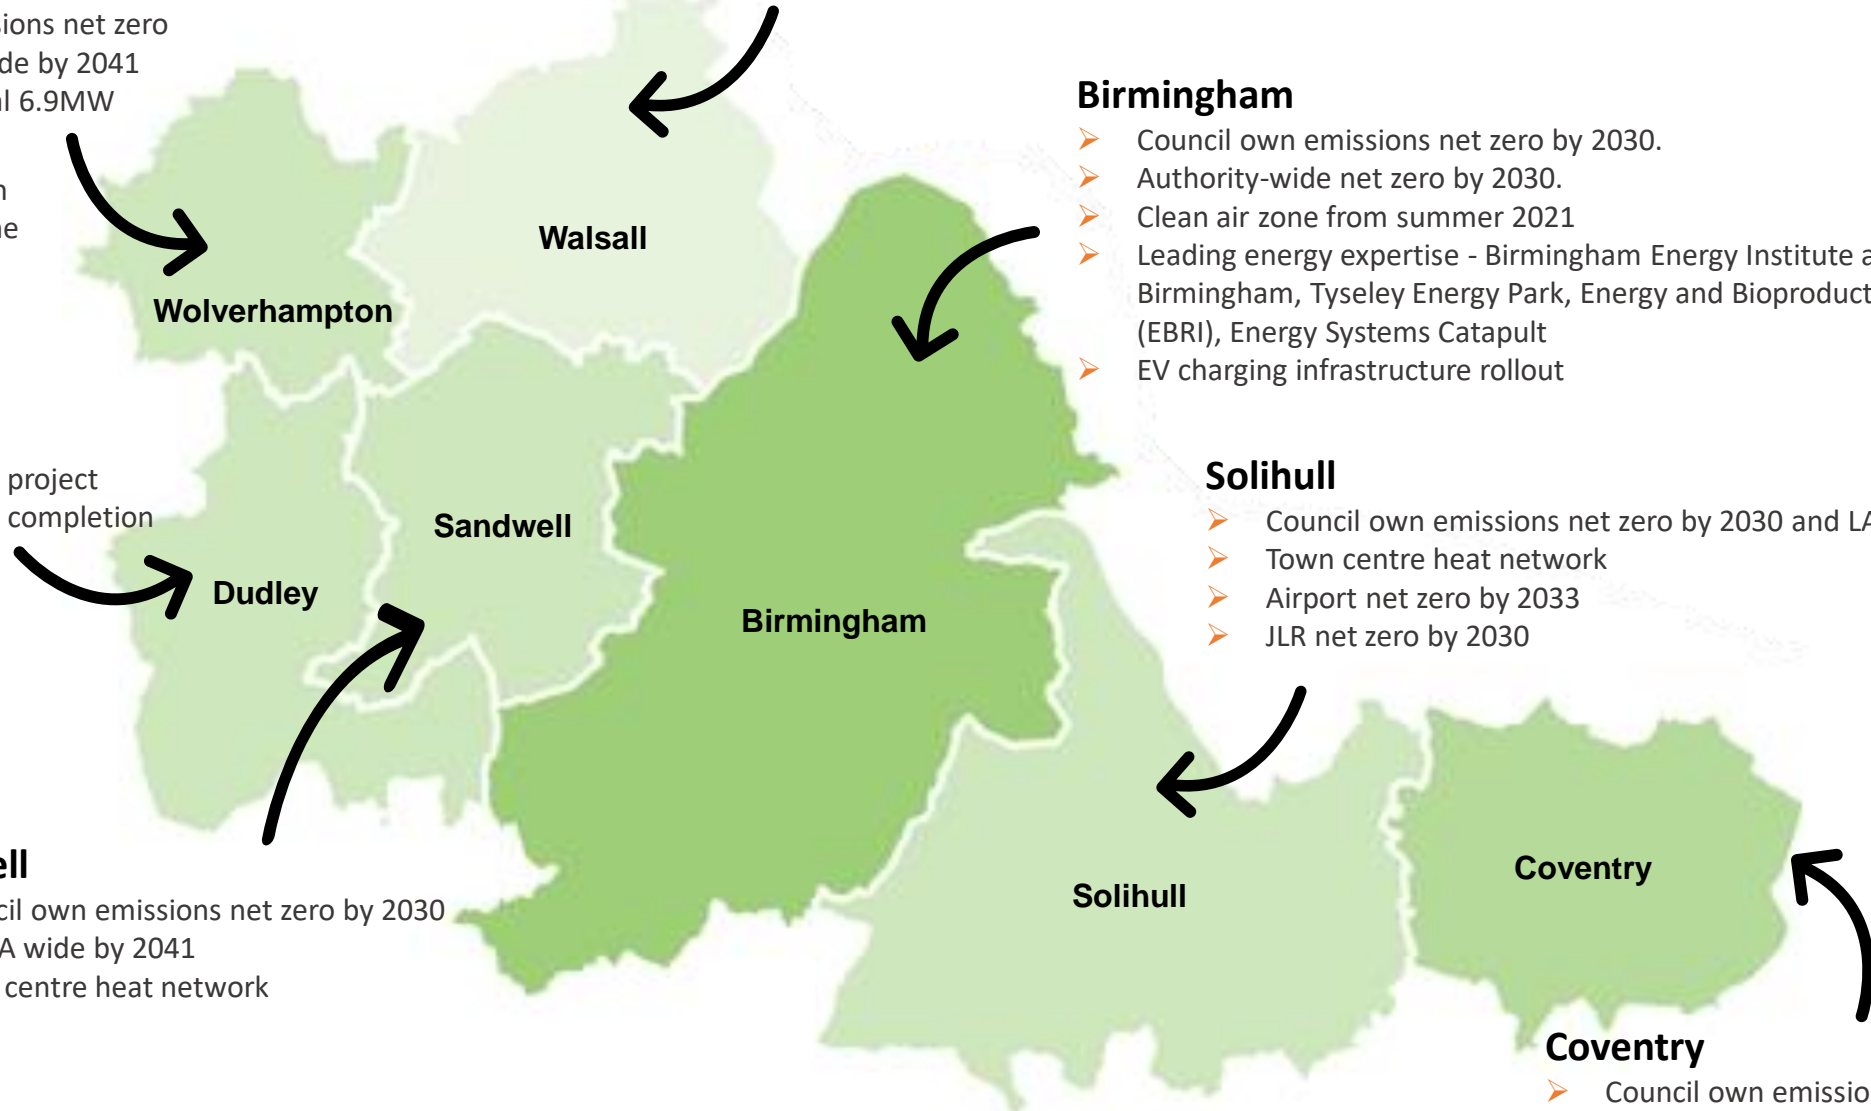 sions net zero
de by 2041
l 6.9MW
n
ne
Birmingham
Council own emissions net zero by 2030.
Authority-wide net zero by 2030.
Clean air zone from summer 2021
Leading energy expertise - Birmingham Energy Institute a
Birmingham, Tyseley Energy Park, Energy and Bioproduct
(EBRI), Energy Systems Catapult
EV charging infrastructure rollout
Walsall
Wolverhampton
project
completion
Sandwell
Dudley
Birmingham
Solihull
Council own emissions net zero by 2030 and LA
Town centre heat network
Airport net zero by 2033
JLR net zero by 2030
ell
cil own emissions net zero by 2030
A wide by 2041
centre heat network
Solihull
Coventry
Coventry
Council own emissio